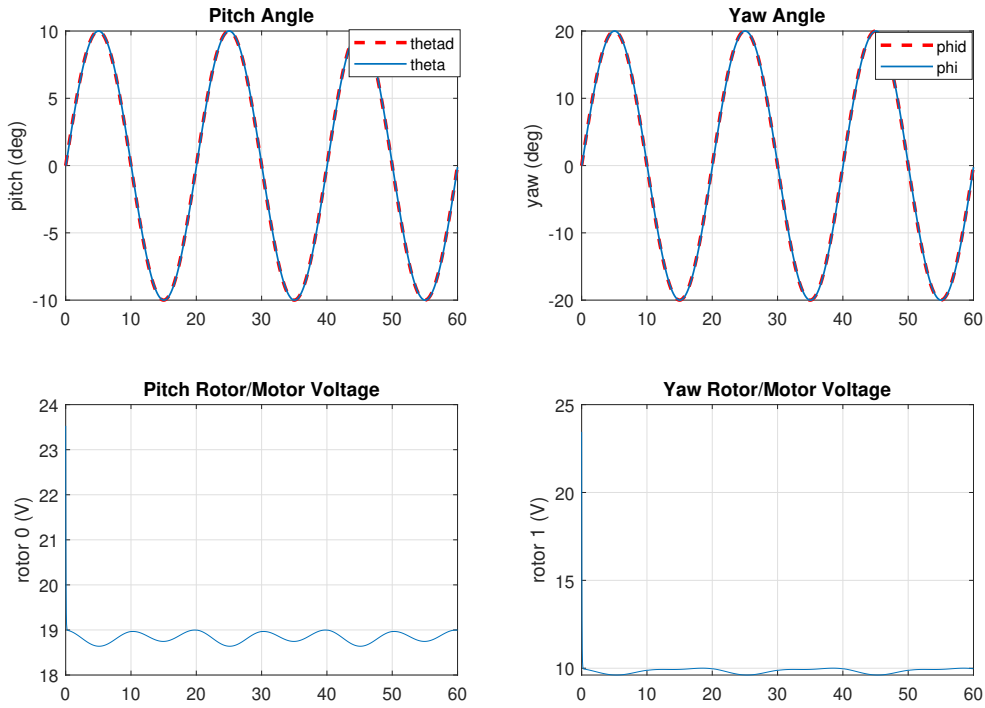 Pitch Angle
10
5
0
-5
-10
pitch (deg)
thetad
theta
0 10 20 30 40 50 60
Yaw Angle
20
10
0
-10
-20
yaw (deg)
phid
phi
0 10 20 30 40 50 60
Pitch Rotor/Motor Voltage
24
23
22
21
20
19
18
rotor 0 (V)
0 10 20 30 40 50 60
Yaw Rotor/Motor Voltage
25
20
15
10
rotor 1 (V)
0 10 20 30 40 50 60